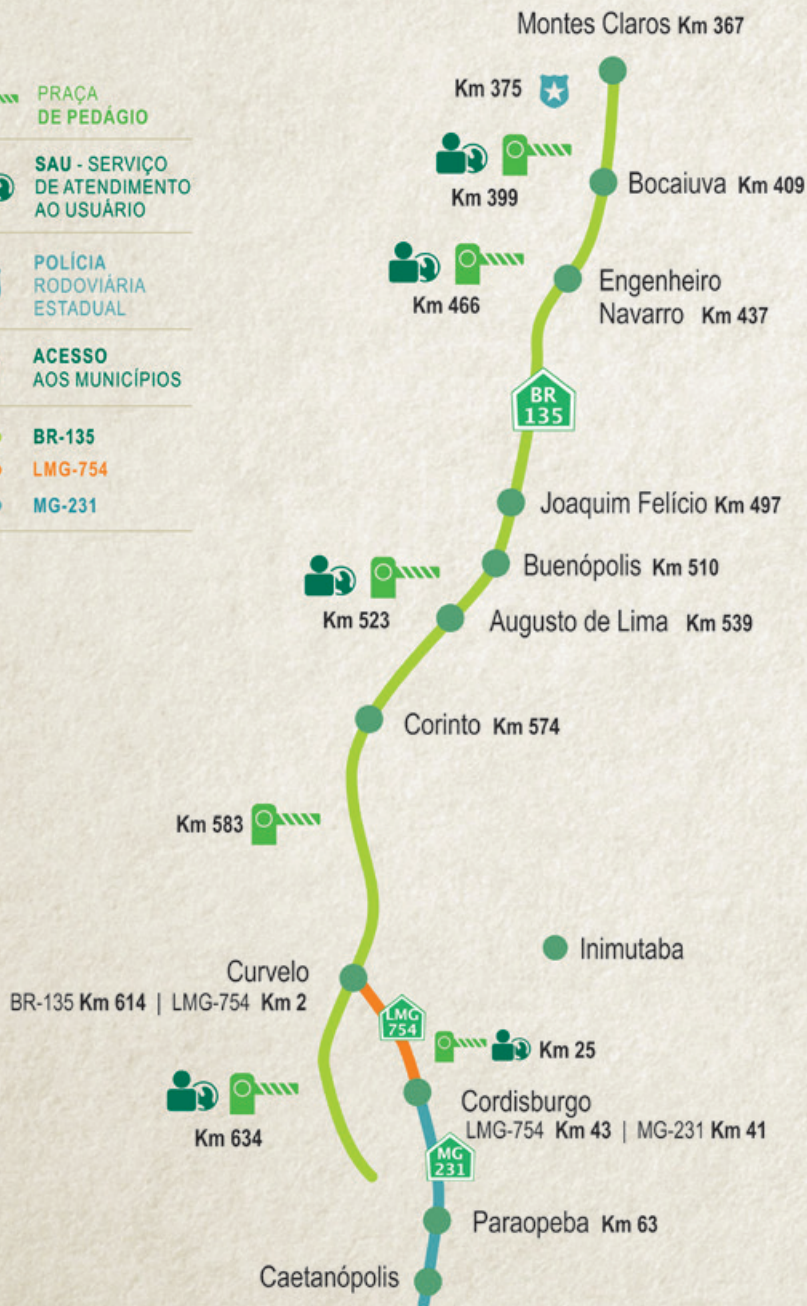 PRAÇA
DE PEDÁGIO
SAU - SERVIÇO
DE ATENDIMENTO
AO USUÁRIO
POLÍCIA
RODOVIÁRIA
ESTADUAL
ACESSO
AOS MUNICÍPIOS
BR-135
LMG-754
MG-231
Montes Claros Km 367
Km 375
Km 399
Bocaiuva Km 409
Km 466
Engenheiro
Navarro Km 437
BR
135
Joaquim Felício Km 497
Buenópolis Km 510
Km 523
Augusto de Lima Km 539
Corinto Km 574
Km 583
Inimutaba
Curvelo
BR-135 Km 614 | LMG-754 Km 2
LMG
754
Km 25
Km 634
Cordisburgo
LMG-754 Km 43 | MG-231 Km 41
MG
231
Paraopeba Km 63
Caetanópolis